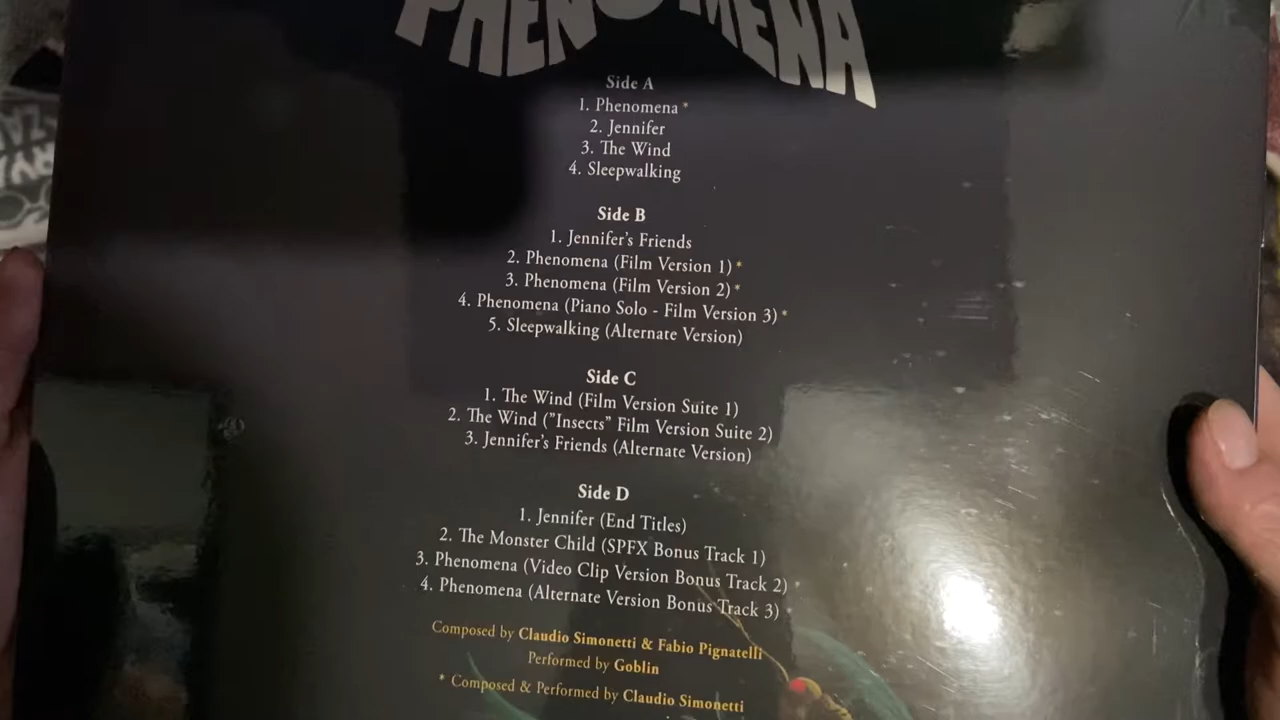 PHENOMENA
Side A
1. Phenomena *
2. Jennifer
3. The Wind
4. Sleepwalking
Side B
1. Jennifer's Friends
2. Phenomena (Film Version 1) *
3. Phenomena (Film Version 2) *
4. Phenomena (Piano Solo - Film Version 3) *
5. Sleepwalking (Alternate Version)
Side C
1. The Wind (Film Version Suite 1)
2. The Wind ("Insects" Film Version Suite 2)
3. Jennifer's Friends (Alternate Version)
Side D
1. Jennifer (End Titles)
2. The Monster Child (SPFX Bonus Track 1)
3. Phenomena (Video Clip Version Bonus Track 2) *
4. Phenomena (Alternate Version Bonus Track 3) *
Composed by Claudio Simonetti & Fabio Pignatelli
Performed by Goblin
* Composed & Performed by Claudio Simonetti